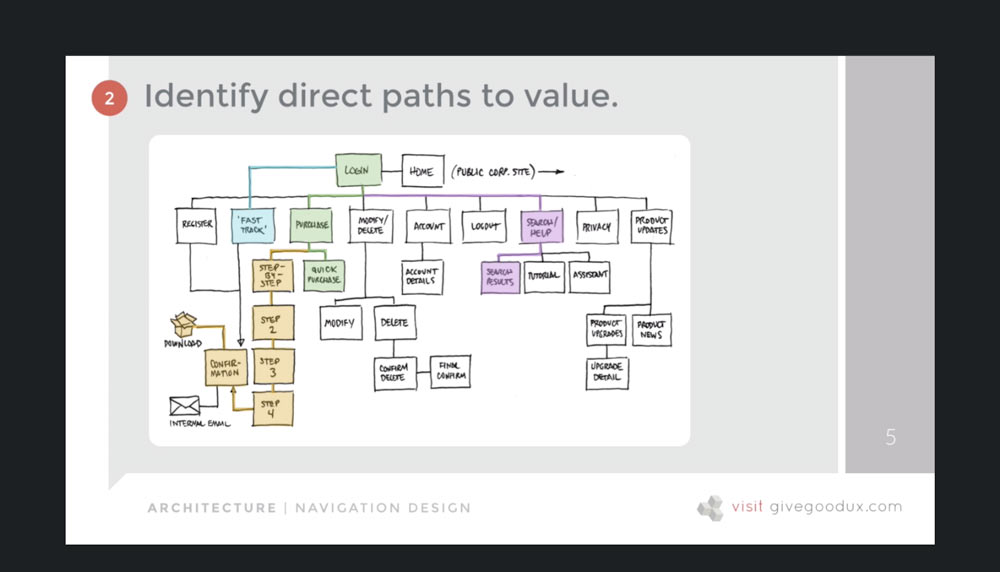 2
Identify direct paths to value.
LOGIN
HOME
(PUBLIC CORP. SITE)
REGISTER
'FAST
TRACK'
PURCHASE
MODIFY/
DELETE
ACCOUNT
LOGOUT
SEARCH/
HELP
PRIVACY
PRODUCT
UPDATES
STEP-
BY-
STEP
QUICK
PURCHASE
ACCOUNT
DETAILS
SEARCH
RESULTS
TUTORIAL
ASSISTANT
STEP
2
MODIFY
DELETE
PRODUCT
UPGRADES
PRODUCT
NEWS
DOWNLOAD
CONFIR-
MATION
STEP
3
CONFIRM
DELETE
FINAL
CONFIRM
UPGRADE
DETAIL
STEP
4
INTERNAL EMAIL
5
ARCHITECTURE | NAVIGATION DESIGN
visit givegoodux.com